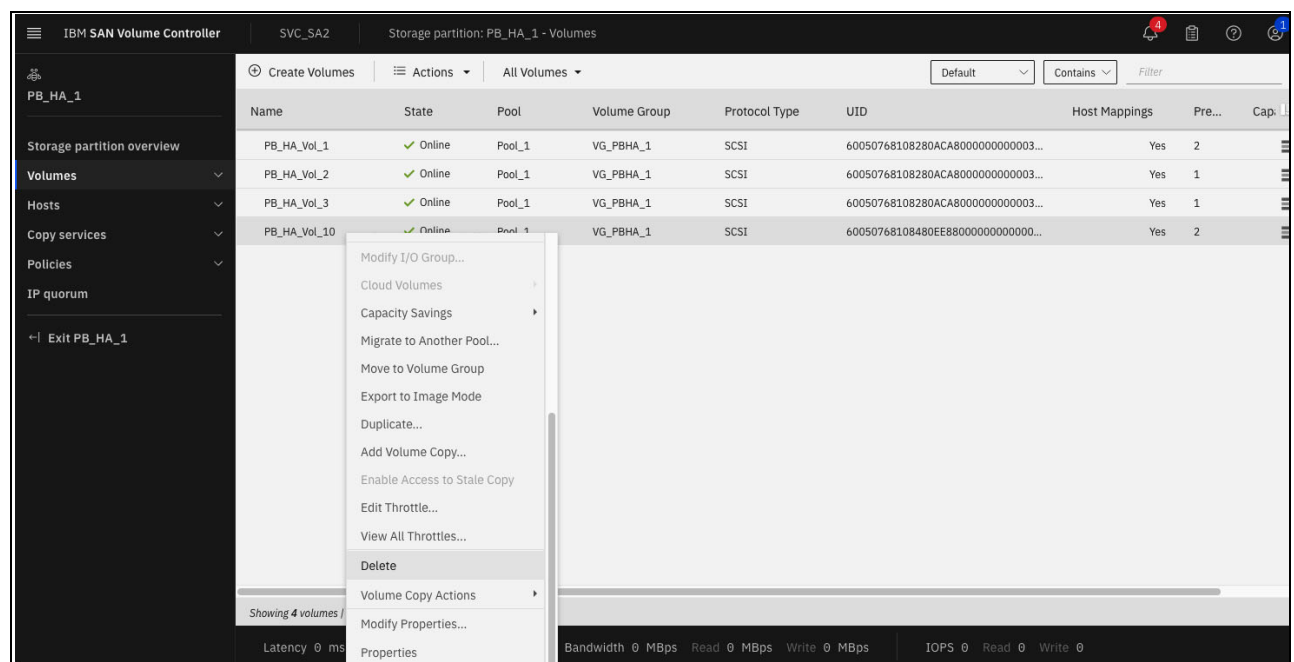 IBM SAN Volume Controller SVC_SA2 Storage partition: PB_HA_1 - Volumes 4 1
PB_HA_1
Storage partition overview
Volumes
Hosts
Copy services
Policies
IP quorum
Exit PB_HA_1
Create Volumes Actions All Volumes Default Contains Filter
Name State Pool Volume Group Protocol Type UID Host Mappings Pre... Cap
PB_HA_Vol_1 Online Pool_1 VG_PBHA_1 SCSI 60050768108280ACA8000000000003... Yes 2
PB_HA_Vol_2 Online Pool_1 VG_PBHA_1 SCSI 60050768108280ACA8000000000003... Yes 1
PB_HA_Vol_3 Online Pool_1 VG_PBHA_1 SCSI 60050768108280ACA8000000000003... Yes 1
PB_HA_Vol_10 Online Pool_1 VG_PBHA_1 SCSI 60050768108480EE88000000000000... Yes 2
Modify I/O Group...
Cloud Volumes
Capacity Savings
Migrate to Another Pool...
Move to Volume Group
Export to Image Mode
Duplicate...
Add Volume Copy...
Enable Access to Stale Copy
Edit Throttle...
View All Throttles...
Delete
Volume Copy Actions
Modify Properties...
Properties
Showing 4 volumes |
Latency 0 ms Bandwidth 0 MBps Read 0 MBps Write 0 MBps IOPS 0 Read 0 Write 0